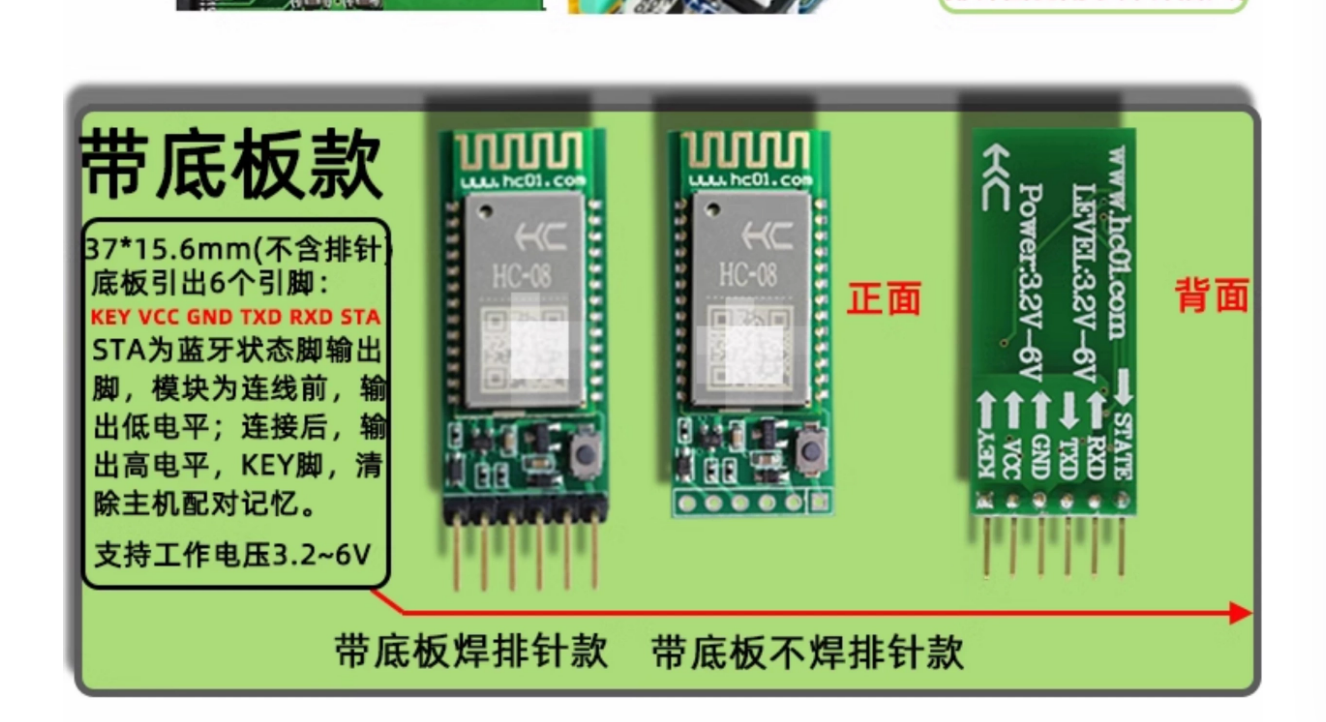 带底板款
37*15.6mm(不含排针)
底板引出6个引脚：
KEY VCC GND TXD RXD STA
STA为蓝牙状态脚输出
脚，模块为连线前，输
出低电平；连接后，输
出高电平，KEY脚，清
除主机配对记忆。
支持工作电压3.2~6V
www.hc01.com
HC
HC-08
www.hc01.com
HC
HC-08
正面
HC
www.hc01.com
LEVEL:3.2V-6V
Power:3.2V-6V
KEY
VCC
GND
TXD
RXD
STATE
背面
带底板焊排针款
带底板不焊排针款